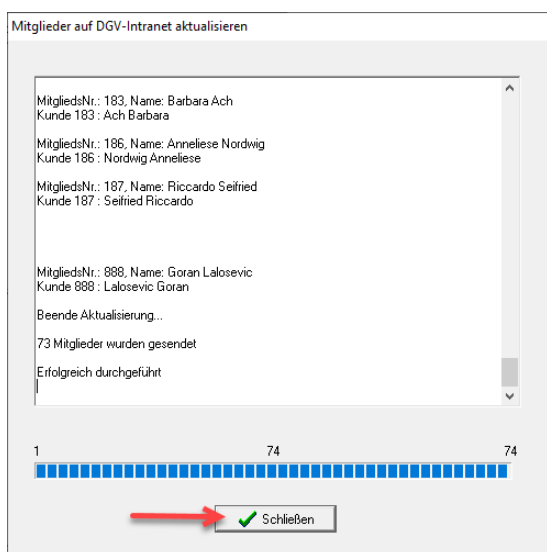 Mitglieder auf DGV-Intranet aktualisieren
MitgliedsNr.: 183, Name: Barbara Ach
Kunde 183 : Ach Barbara
MitgliedsNr.: 186, Name: Anneliese Nordwig
Kunde 186 : Nordwig Anneliese
MitgliedsNr.: 187, Name: Riccardo Seifried
Kunde 187 : Seifried Riccardo
MitgliedsNr.: 888, Name: Goran Lalosevic
Kunde 888 : Lalosevic Goran
Beende Aktualisierung...
73 Mitglieder wurden gesendet
Erfolgreich durchgeführt
1 74 74
Schließen